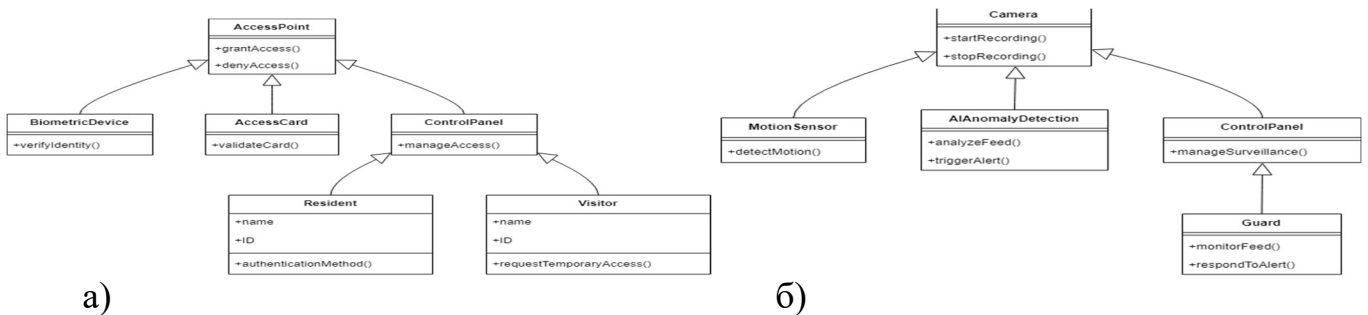 AccessPoint
+grantAccess()
+denyAccess()
BiometricDevice
+verifyIdentity()
AccessCard
+validateCard()
ControlPanel
+manageAccess()
Resident
+name
+ID
+authenticationMethod()
Visitor
+name
+ID
+requestTemporaryAccess()
а)
Camera
+startRecording()
+stopRecording()
MotionSensor
+detectMotion()
AIAnomalyDetection
+analyzeFeed()
+triggerAlert()
ControlPanel
+manageSurveillance()
Guard
+monitorFeed()
+respondToAlert()
б)